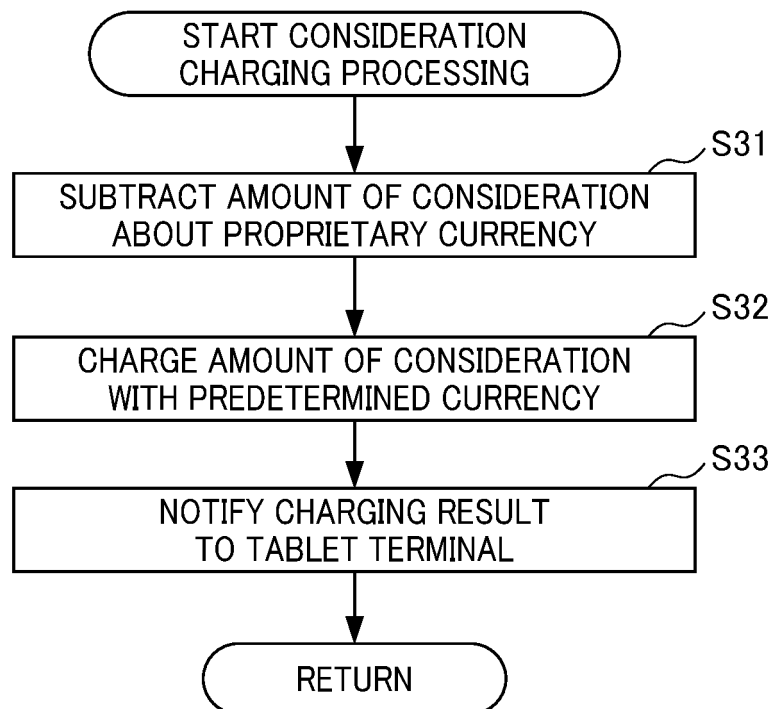 START CONSIDERATION
CHARGING PROCESSING
S31
SUBTRACT AMOUNT OF CONSIDERATION
ABOUT PROPRIETARY CURRENCY
S32
CHARGE AMOUNT OF CONSIDERATION
WITH PREDETERMINED CURRENCY
S33
NOTIFY CHARGING RESULT
TO TABLET TERMINAL
RETURN